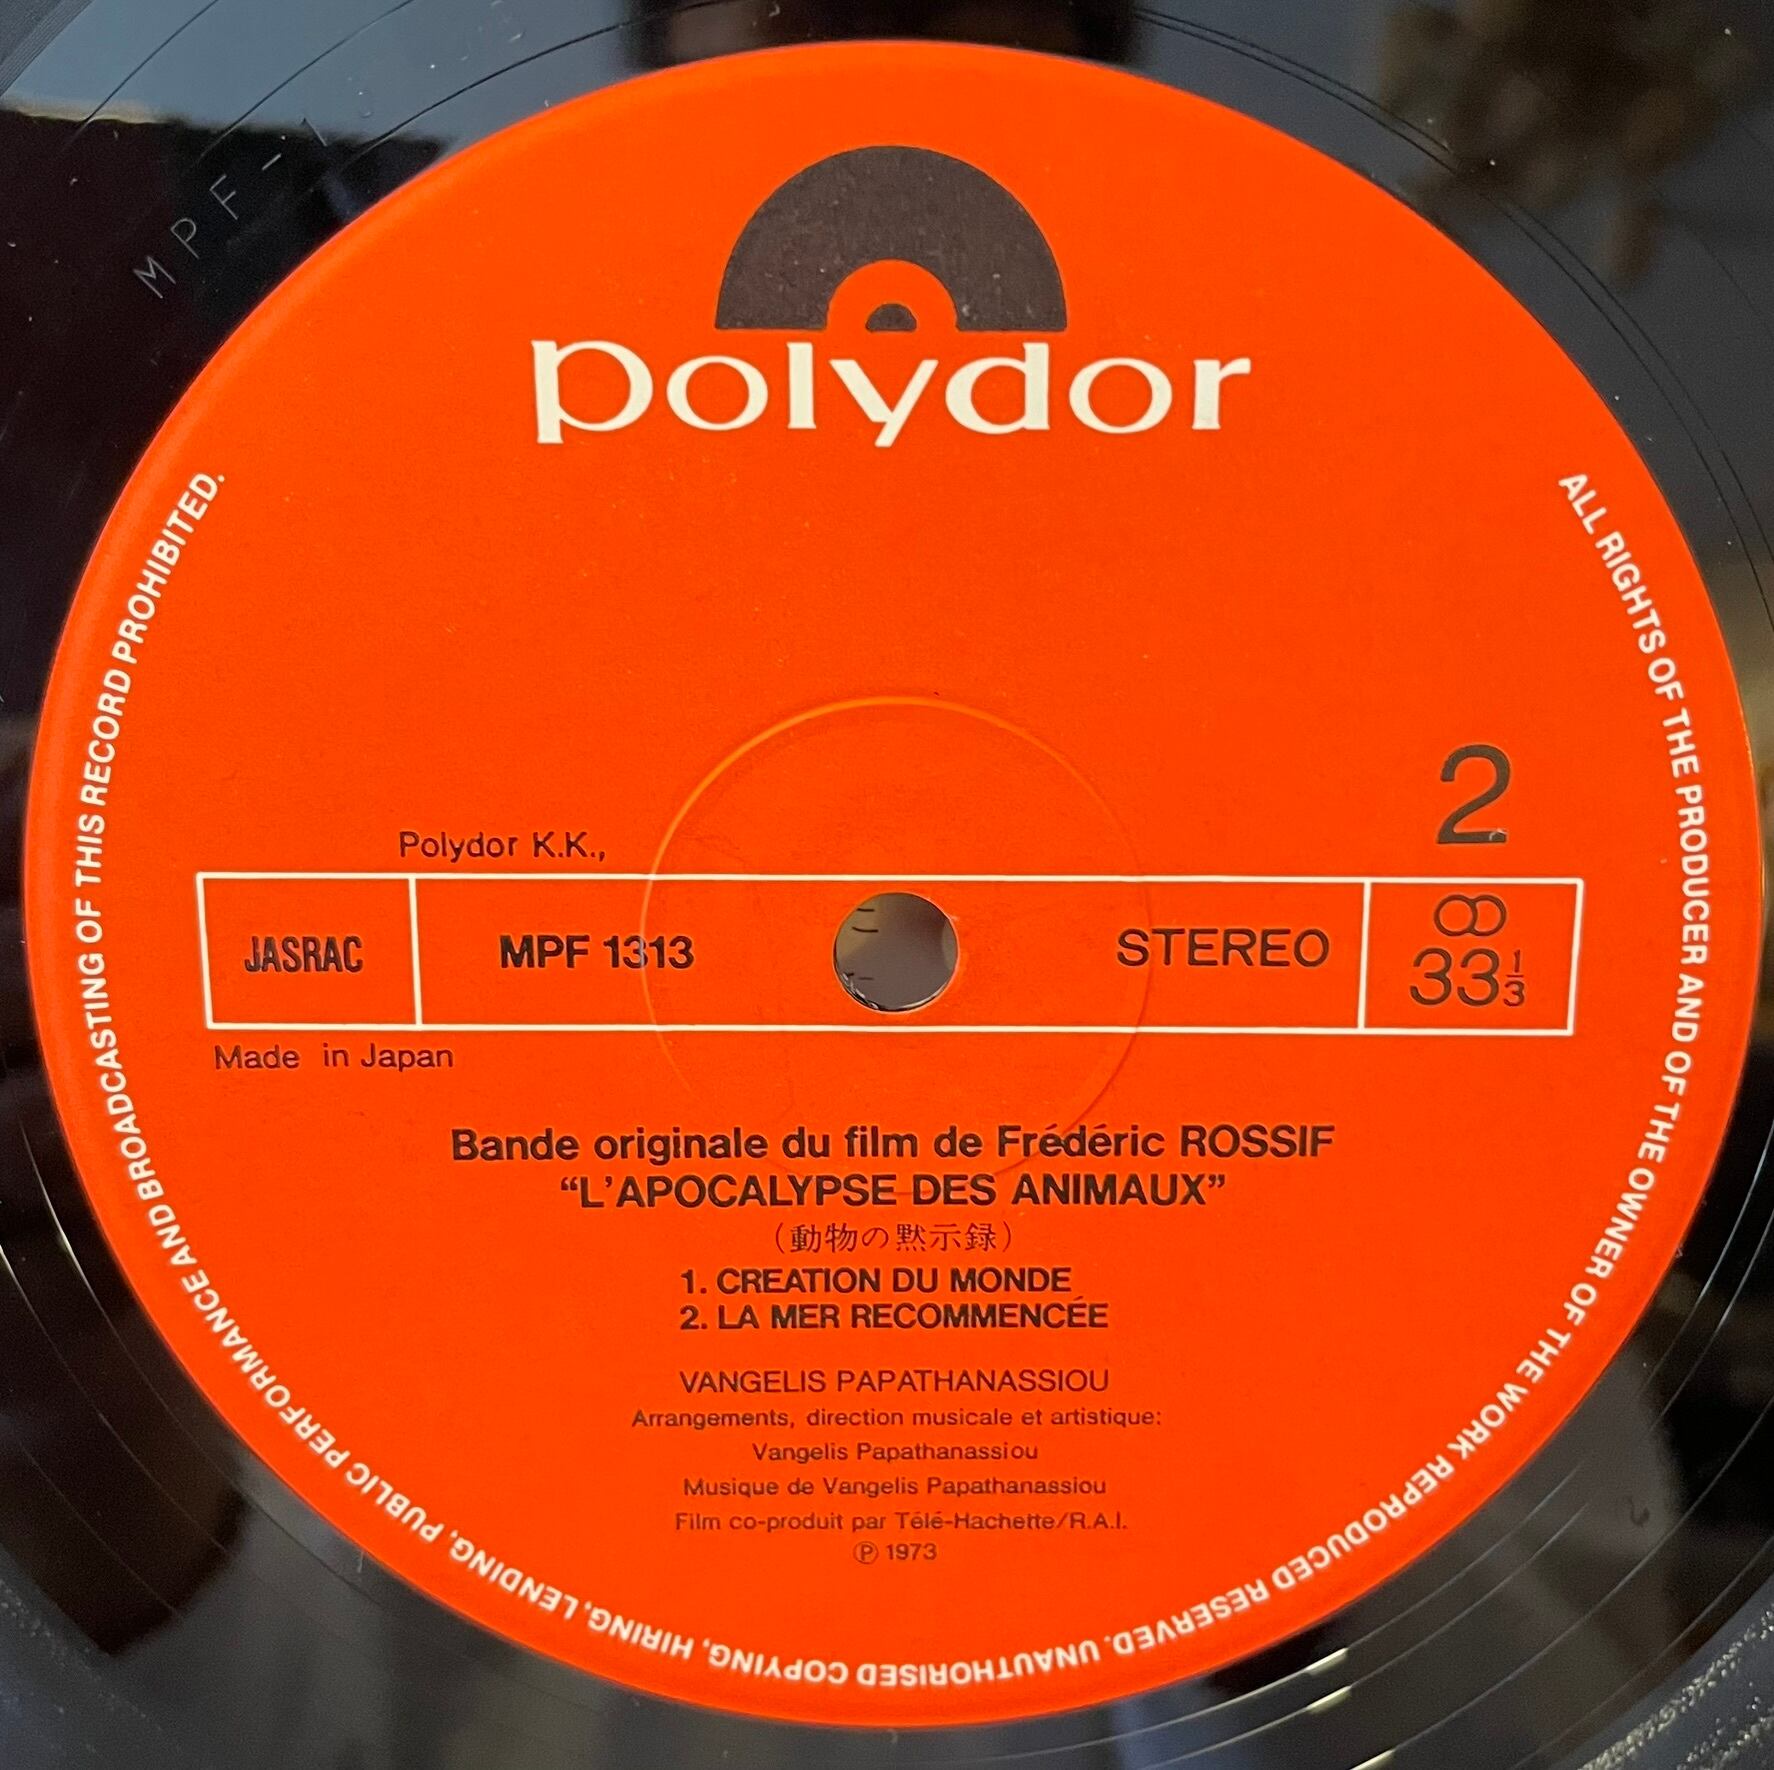 MPF-1
polydor
ALL RIGHTS OF THE PRODUCER AND OF THE OWNER OF THE WORK REPRODUCED RESERVED. UNAUTHORISED COPYING, HIRING, LENDING, PUBLIC PERFORMANCE AND BROADCASTING OF THIS RECORD PROHIBITED.
2
Polydor K.K.,
JASRAC MPF 1313 STEREO 33 1/3
Made in Japan
Bande originale du film de Frédéric ROSSIF
“L'APOCALYPSE DES ANIMAUX”
(動物の黙示録)
1. CREATION DU MONDE
2. LA MER RECOMMENCÉE
VANGELIS PAPATHANASSIOU
Arrangements, direction musicale et artistique:
Vangelis Papathanassiou
Musique de Vangelis Papathanassiou
Film co-produit par Télé-Hachette/R.A.I.
℗ 1973